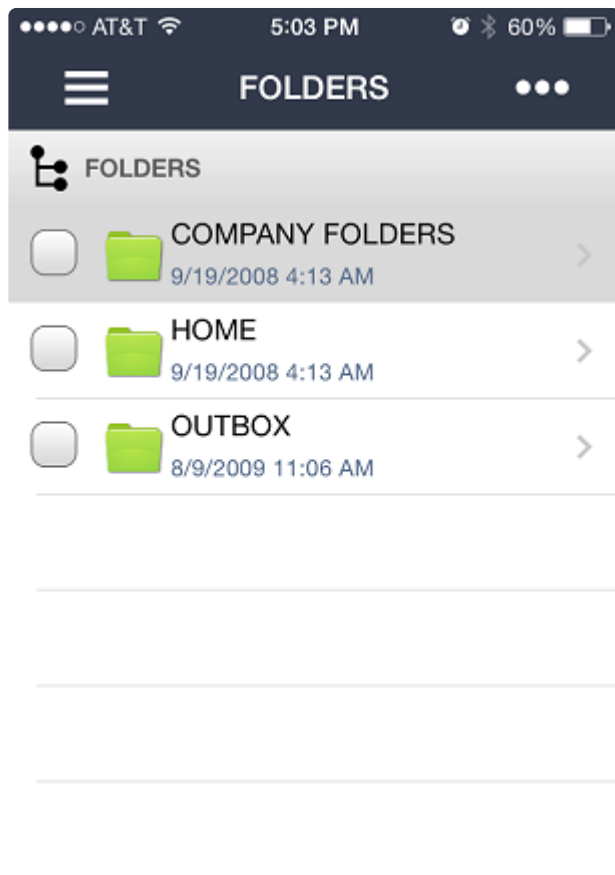 AT&T 5:03 PM 60%
FOLDERS
FOLDERS
COMPANY FOLDERS
9/19/2008 4:13 AM
HOME
9/19/2008 4:13 AM
OUTBOX
8/9/2009 11:06 AM